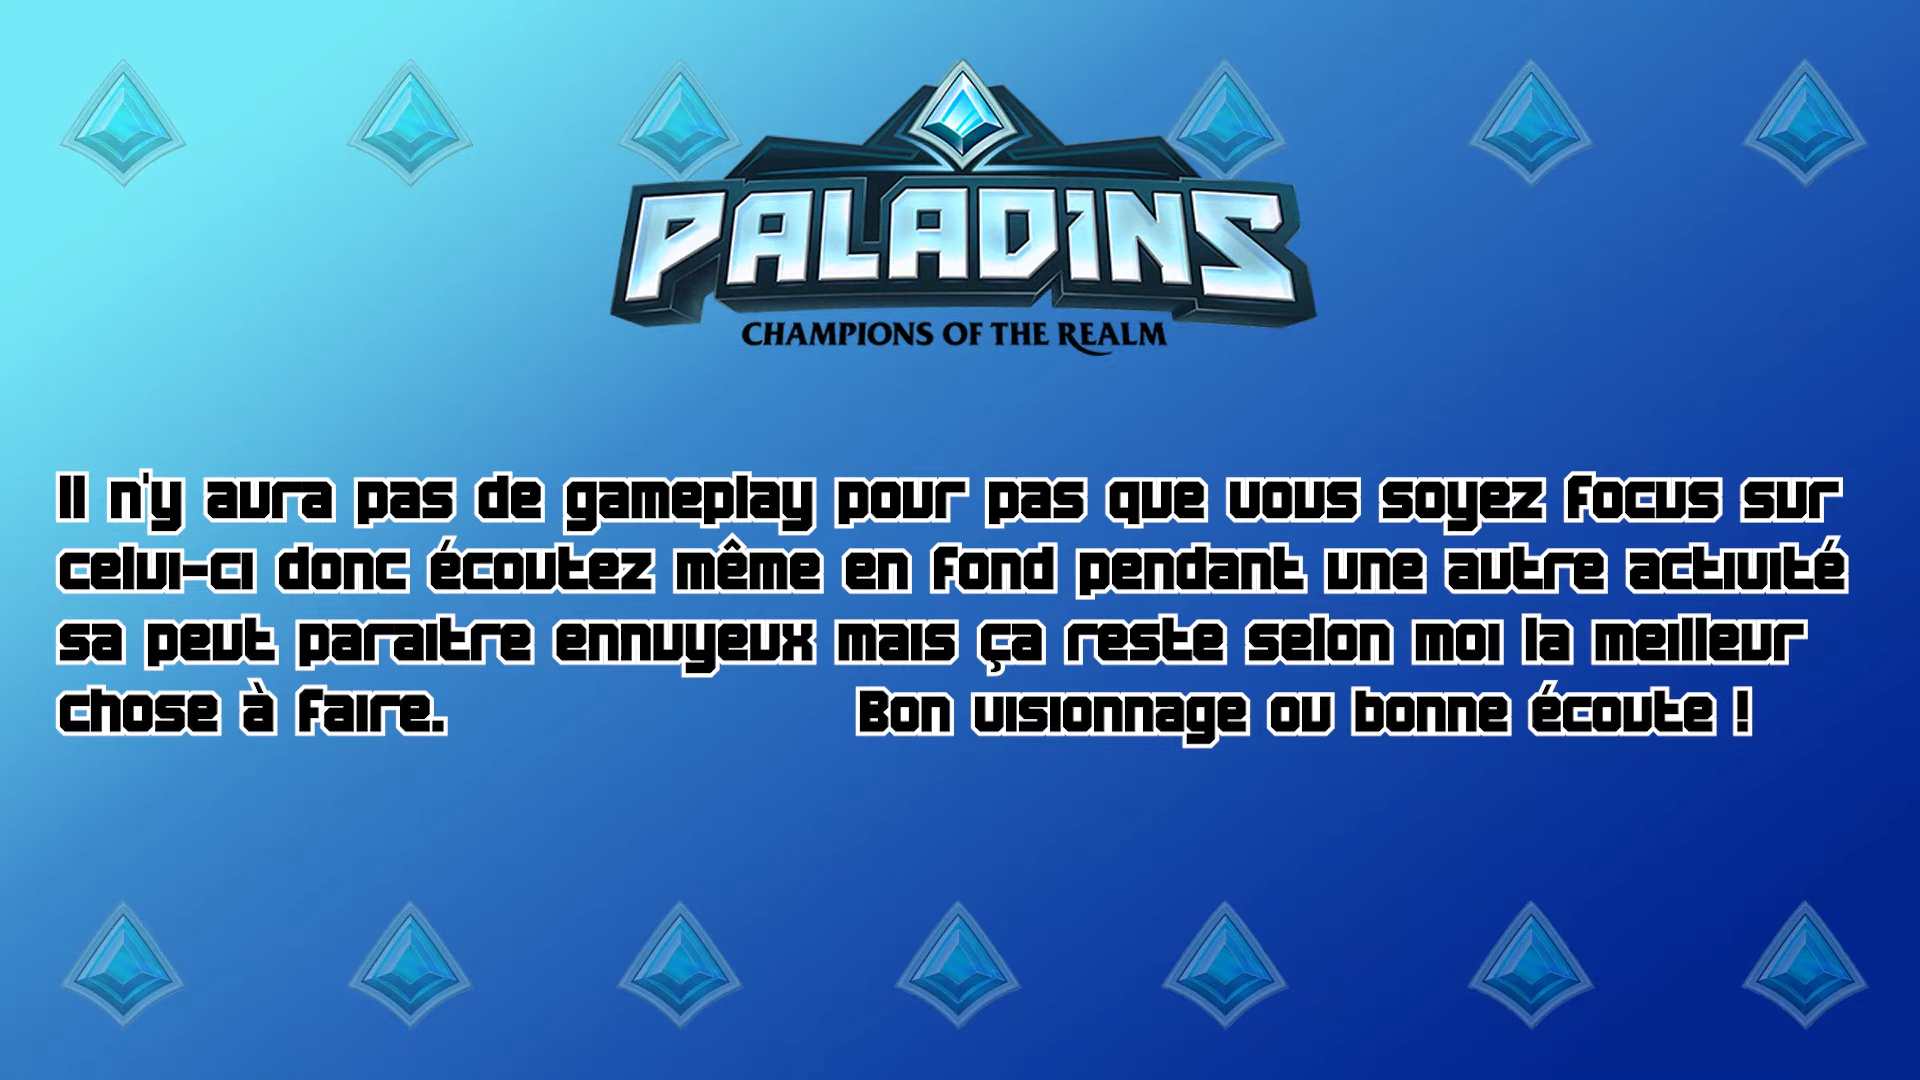 PALADINS
CHAMPIONS OF THE REALM
Il n'y aura pas de gameplay pour pas que vous soyez focus sur
celui-ci donc écoutez même en fond pendant une autre activité
sa peut paraitre ennuyeux mais ça reste selon moi la meilleur
chose à faire. Bon visionnage ou bonne écoute !